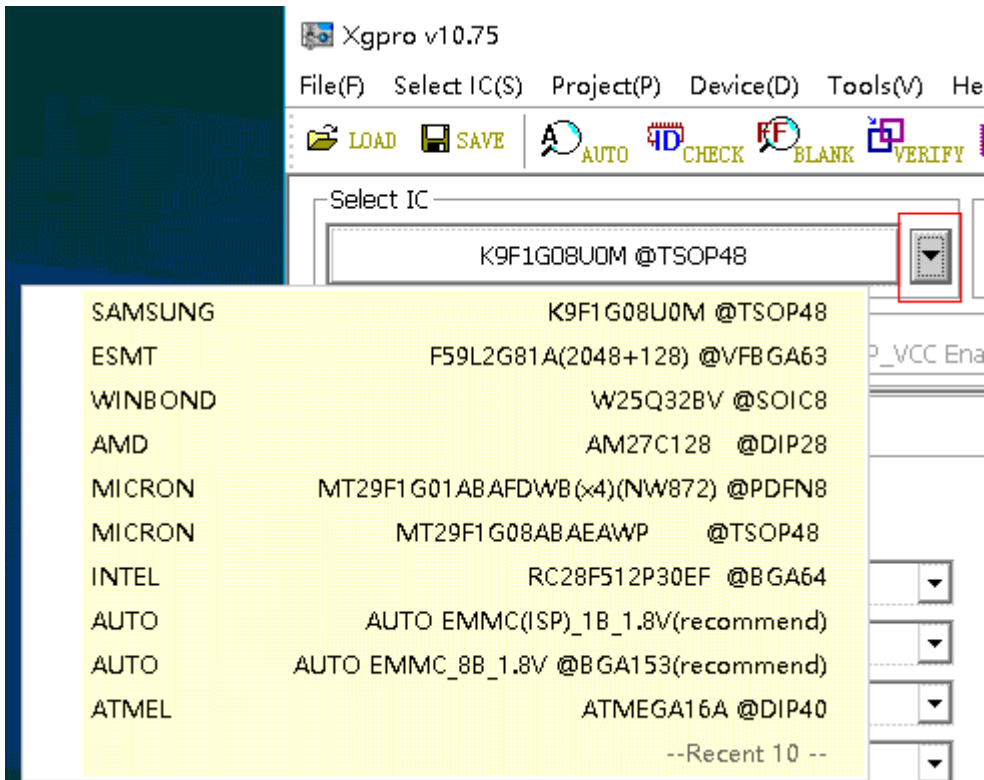 Xgpro v10.75
File(F) Select IC(S) Project(P) Device(D) Tools(V) He
LOAD SAVE AUTO CHECK BLANK VERIFY
Select IC
K9F1G08U0M @TSOP48
SAMSUNG K9F1G08U0M @TSOP48
ESMT F59L2G81A(2048+128) @VFBGA63
P_VCC Ena
WINBOND W25Q32BV @SOIC8
AMD AM27C128 @DIP28
MICRON MT29F1G01ABAFDWB(x4)(NW872) @PDFN8
MICRON MT29F1G08ABAEAWP @TSOP48
INTEL RC28F512P30EF @BGA64
AUTO AUTO EMMC(ISP)_1B_1.8V(recommend)
AUTO AUTO EMMC_8B_1.8V @BGA153(recommend)
ATMEL ATMEGA16A @DIP40
--Recent 10 --